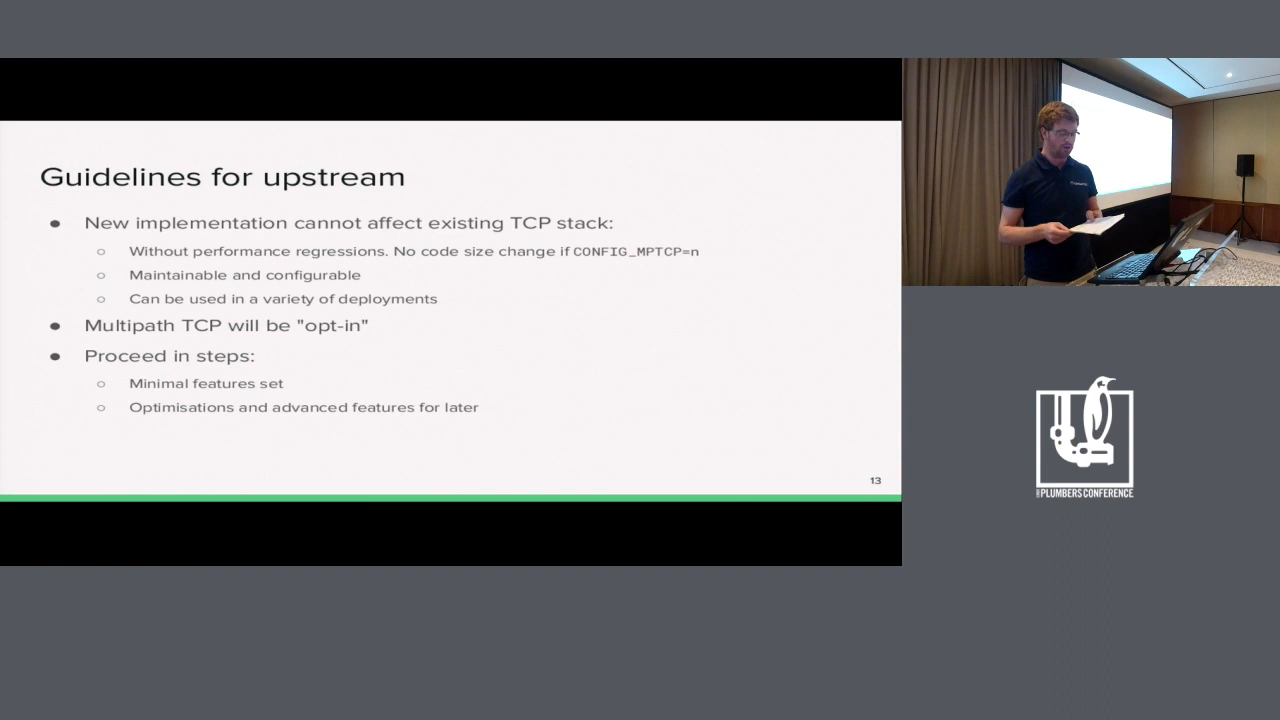 Guidelines for upstream
● New implementation cannot affect existing TCP stack:
○ Without performance regressions. No code size change if CONFIG_MPTCP=n
○ Maintainable and configurable
○ Can be used in a variety of deployments
● Multipath TCP will be "opt-in"
● Proceed in steps:
○ Minimal features set
○ Optimisations and advanced features for later
13
PLUMBERS CONFERENCE